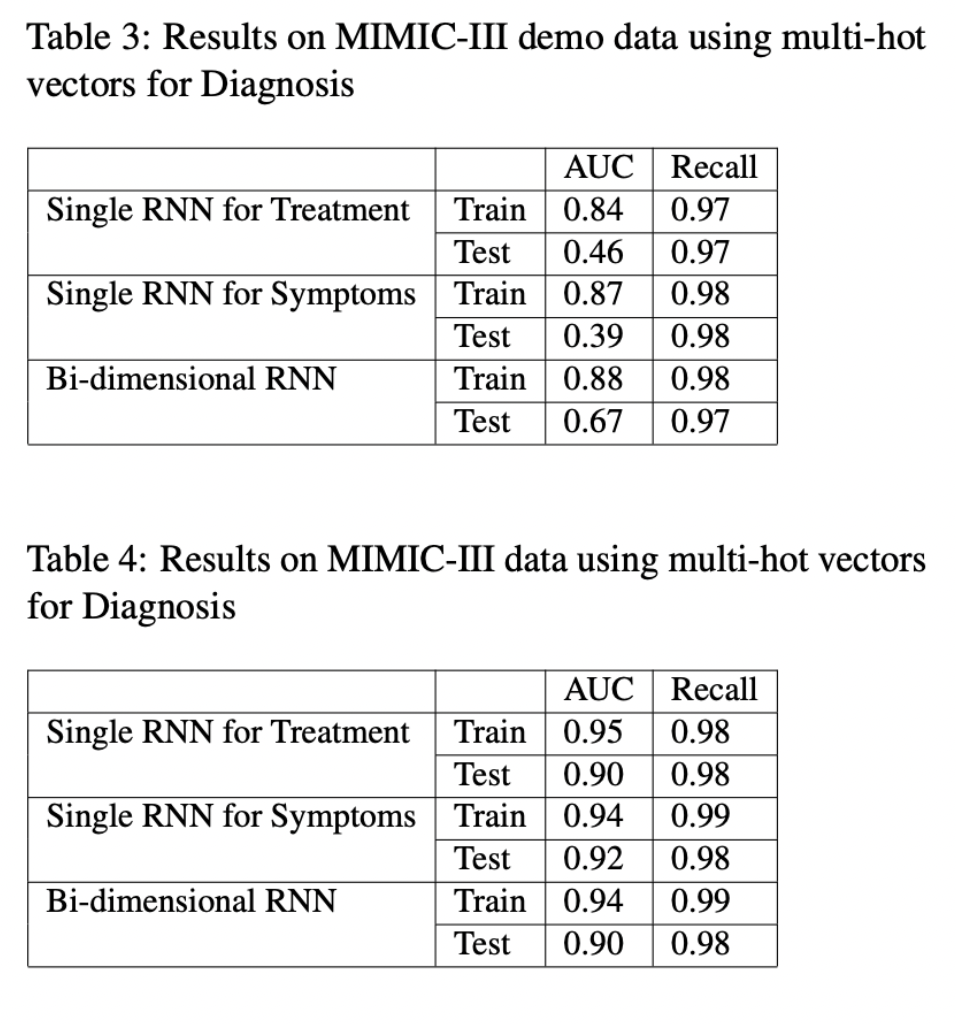 Table 3: Results on MIMIC-III demo data using multi-hot
vectors for Diagnosis
AUC Recall
Single RNN for Treatment Train 0.84 0.97
Test 0.46 0.97
Single RNN for Symptoms Train 0.87 0.98
Test 0.39 0.98
Bi-dimensional RNN Train 0.88 0.98
Test 0.67 0.97
Table 4: Results on MIMIC-III data using multi-hot vectors
for Diagnosis
AUC Recall
Single RNN for Treatment Train 0.95 0.98
Test 0.90 0.98
Single RNN for Symptoms Train 0.94 0.99
Test 0.92 0.98
Bi-dimensional RNN Train 0.94 0.99
Test 0.90 0.98